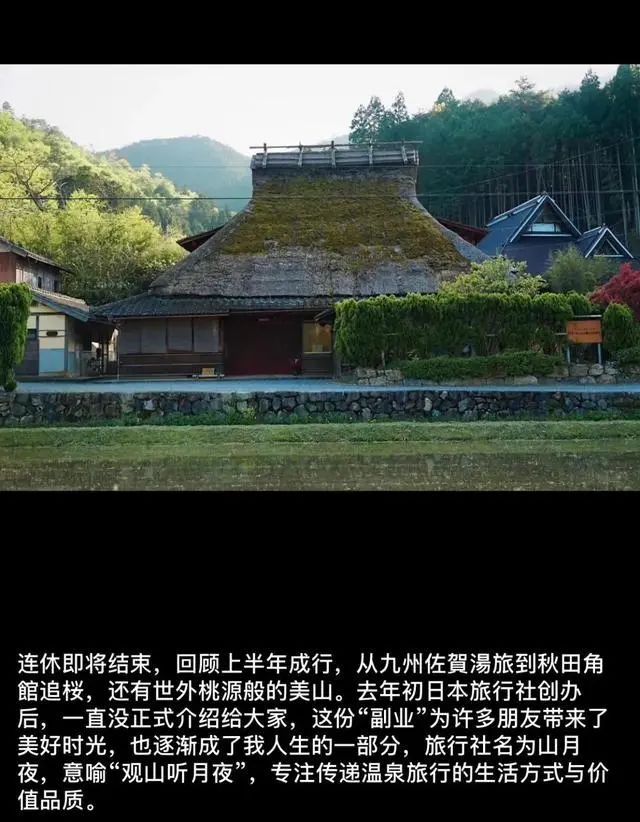 连休即将结束，回顾上半年成行，从九州佐賀湯旅到秋田角
館追桜，还有世外桃源般的美山。去年初日本旅行社创办
后，一直没正式介绍给大家，这份“副业”为许多朋友带来了
美好时光，也逐渐成了我人生的一部分，旅行社名为山月
夜，意喻“观山听月夜”，专注传递温泉旅行的生活方式与价
值品质。